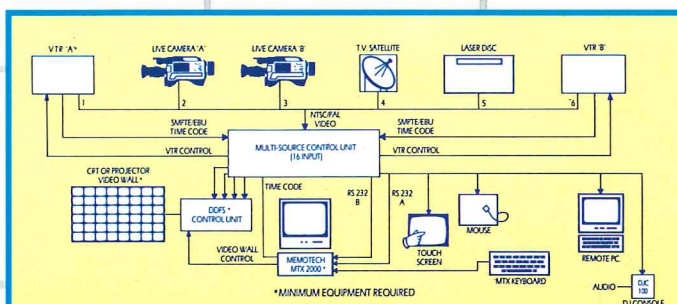 VTR 'A'*
LIVE CAMERA 'A'
LIVE CAMERA 'B'
T.V. SATELLITE
LASER DISC
VTR 'B'
1
2
3
4
5
'6
SMPTE/EBU
TIME CODE
NTSC/PAL
VIDEO
SMPTE/EBU
TIME CODE
VTR CONTROL
MULTI-SOURCE CONTROL UNIT
(16 INPUT)
VTR CONTROL
CRT OR PROJECTOR
VIDEO WALL *
DDFS *
CONTROL UNIT
TIME CODE
RS 232
B
RS 232
A
VIDEO WALL
CONTROL
MEMOTECH
MTX 2000 *
TOUCH
SCREEN
MOUSE
REMOTE PC.
'MTX KEYBOARD
AUDIO
DJC
100
DJ CONSOLE
*MINIMUM EQUIPMENT REQUIRED